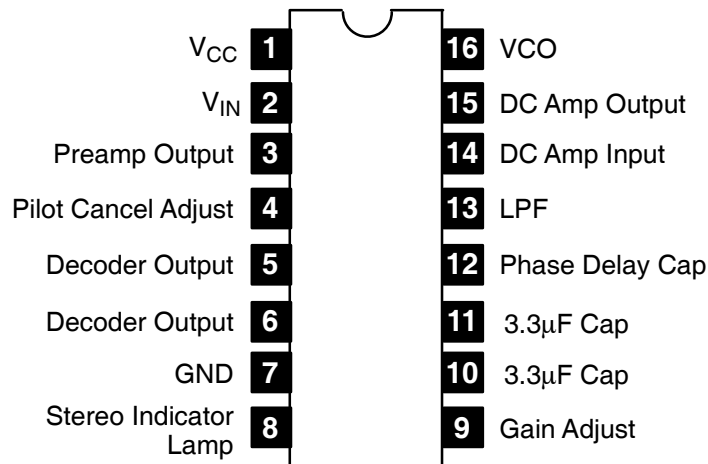 V_CC 1 16 VCO
V_IN 2 15 DC Amp Output
Preamp Output 3 14 DC Amp Input
Pilot Cancel Adjust 4 13 LPF
Decoder Output 5 12 Phase Delay Cap
Decoder Output 6 11 3.3μF Cap
GND 7 10 3.3μF Cap
Stereo Indicator
Lamp 8 9 Gain Adjust